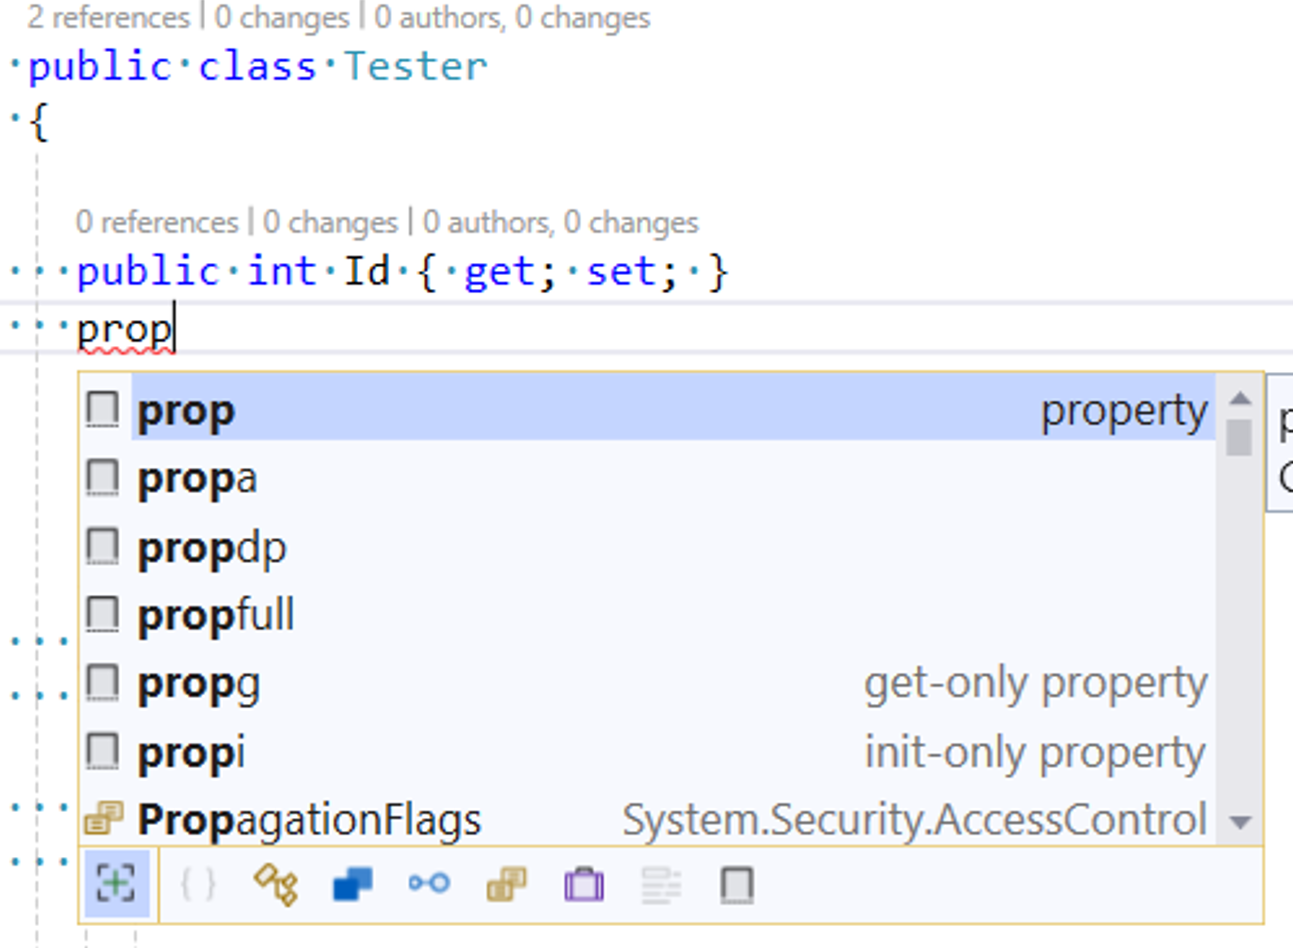 2 references | 0 changes | 0 authors, 0 changes
public class Tester
{
0 references | 0 changes | 0 authors, 0 changes
public int Id { get; set; }
prop
prop property
propa
propdp
propfull
propg get-only property
propi init-only property
PropagationFlags System.Security.AccessControl
{ }